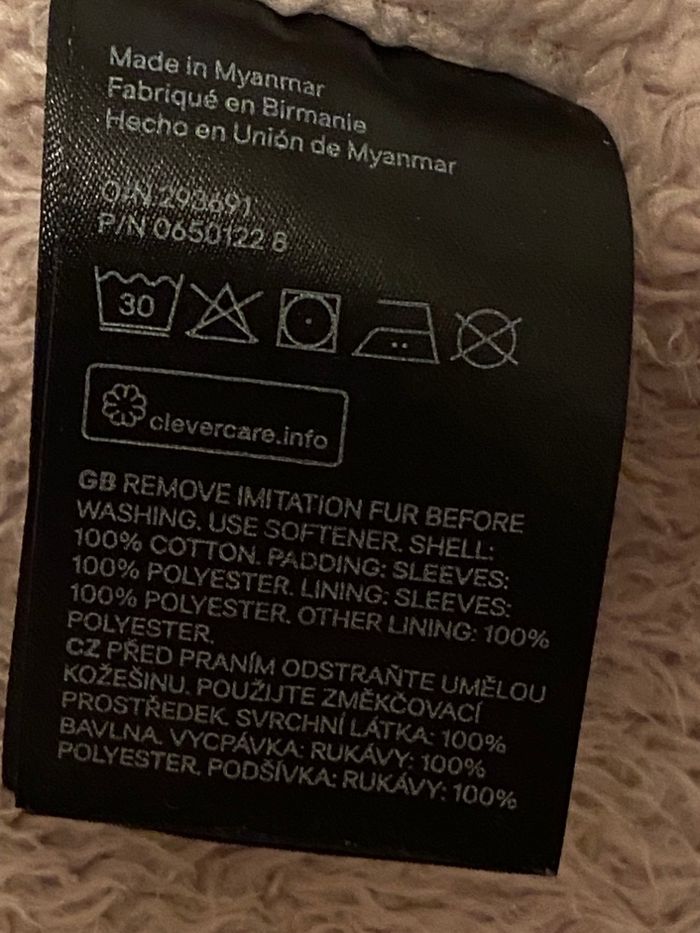 Made in Myanmar
Fabriqué en Birmanie
Hecho en Unión de Myanmar
O/N 293691
P/N 0650122 8
30
clevercare.info
GB REMOVE IMITATION FUR BEFORE
WASHING. USE SOFTENER. SHELL:
100% COTTON. PADDING: SLEEVES:
100% POLYESTER. LINING: SLEEVES:
100% POLYESTER. OTHER LINING: 100%
POLYESTER.
CZ PŘED PRANÍM ODSTRAŇTE UMĚLOU
KOŽEŠINU. POUŽIJTE ZMĚKČOVACÍ
PROSTŘEDEK. SVRCHNÍ LÁTKA: 100%
BAVLNA. VYCPÁVKA: RUKÁVY: 100%
POLYESTER. PODŠÍVKA: RUKÁVY: 100%